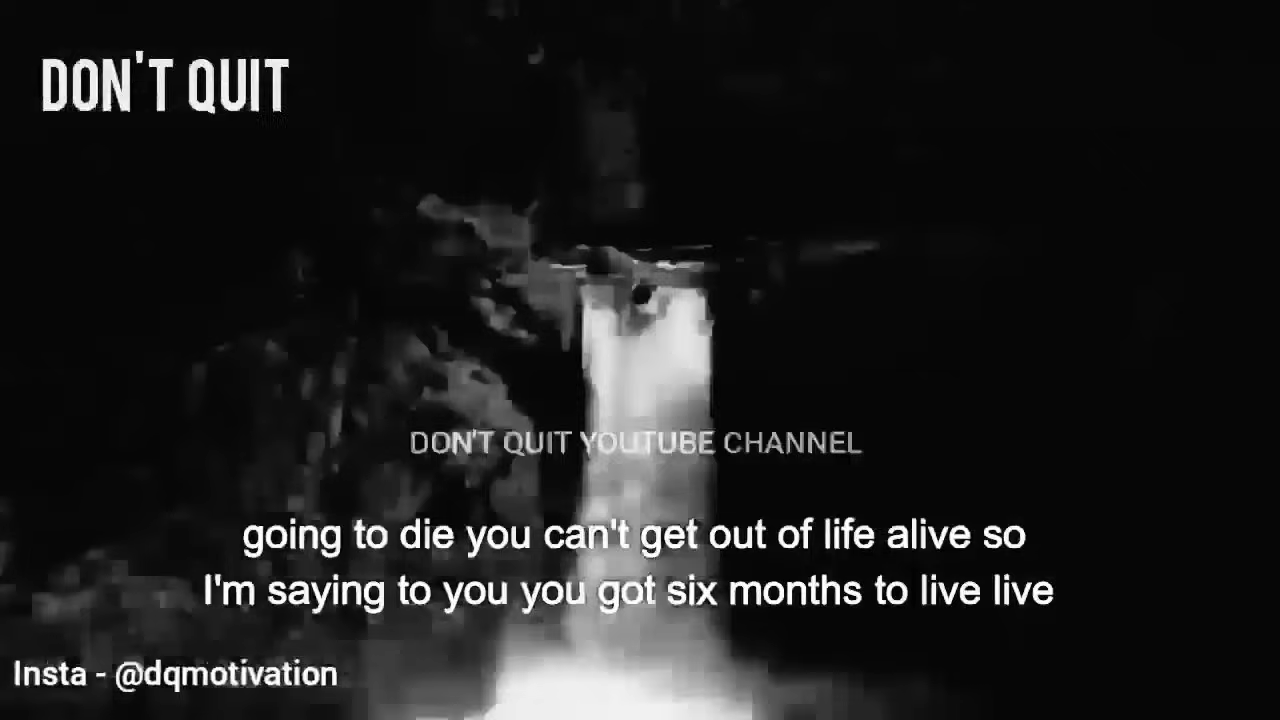 DON'T QUIT
DON'T QUIT YOUTUBE CHANNEL
going to die you can't get out of life alive so
I'm saying to you you got six months to live live
Insta - @dqmotivation